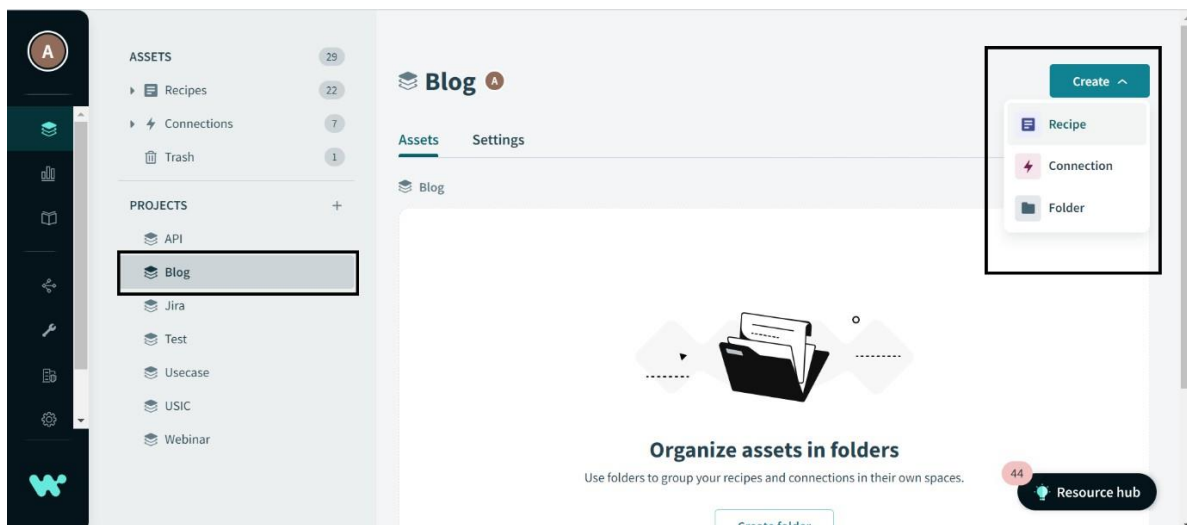 A
ASSETS 29
Recipes 22
Connections 7
Trash 1
PROJECTS +
API
Blog
Jira
Test
Usecase
USIC
Webinar
Blog A
Create
Recipe
Connection
Folder
Assets Settings
Blog
Organize assets in folders
Use folders to group your recipes and connections in their own spaces.
Create folder
44
Resource hub